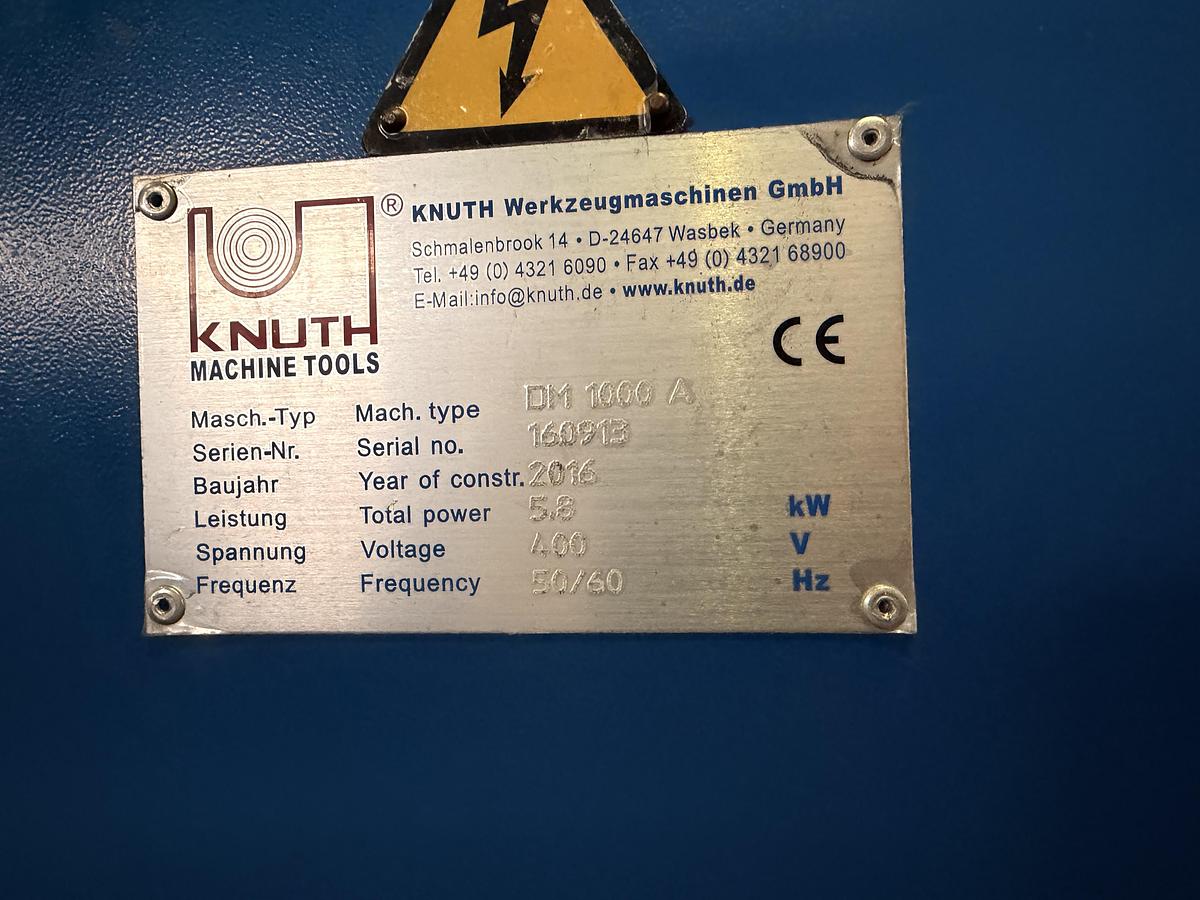 ® KNUTH Werkzeugmaschinen GmbH
Schmalenbrook 14 • D-24647 Wasbek • Germany
Tel. +49 (0) 4321 6090 • Fax +49 (0) 4321 68900
E-Mail:info@knuth.de • www.knuth.de
KNUTH
MACHINE TOOLS
CE
Masch.-Typ Mach. type DM 1000 A
Serien-Nr. Serial no. 160913
Baujahr Year of constr. 2016
Leistung Total power 5.8 kW
Spannung Voltage 400 V
Frequenz Frequency 50/60 Hz